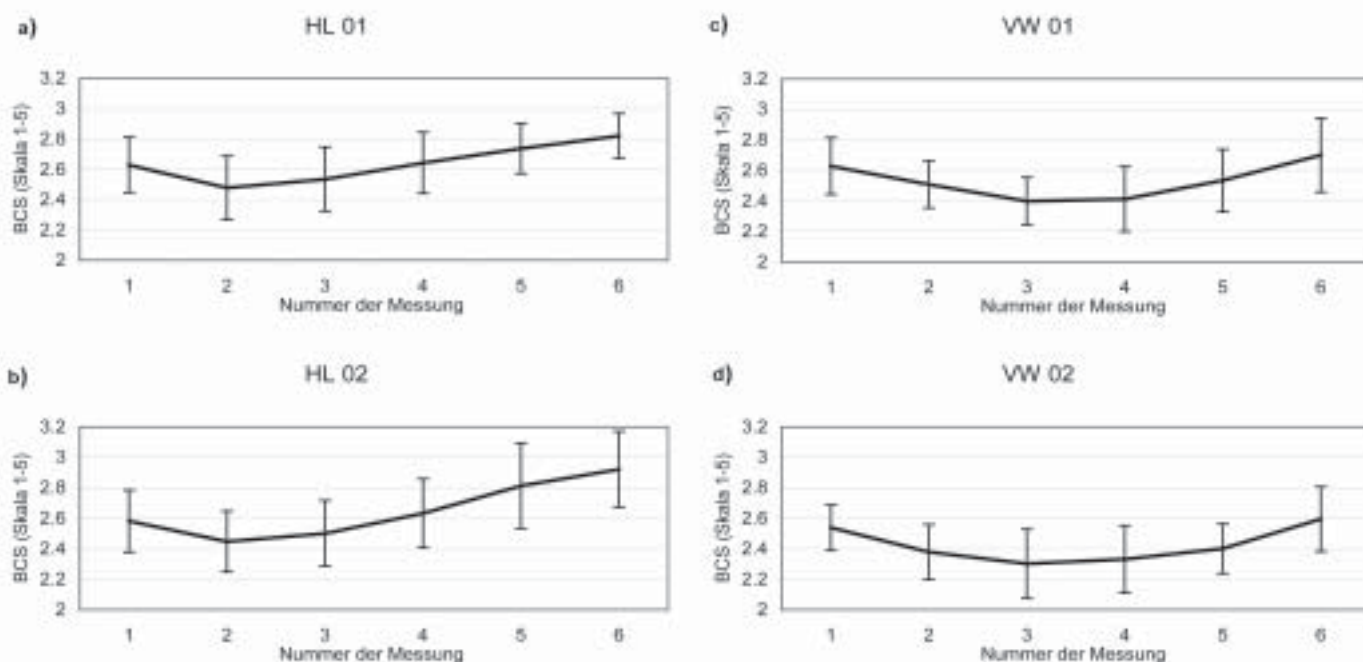 a)
HL 01
BCS (Skala 1-5)
3.2
3
2.8
2.6
2.4
2.2
2
1 2 3 4 5 6
Nummer der Messung
c)
VW 01
BCS (Skala 1-5)
3.2
3
2.8
2.6
2.4
2.2
2
1 2 3 4 5 6
Nummer der Messung
b)
HL 02
BCS (Skala 1-5)
3.2
3
2.8
2.6
2.4
2.2
2
1 2 3 4 5 6
Nummer der Messung
d)
VW 02
BCS (Skala 1-5)
3.2
3
2.8
2.6
2.4
2.2
2
1 2 3 4 5 6
Nummer der Messung